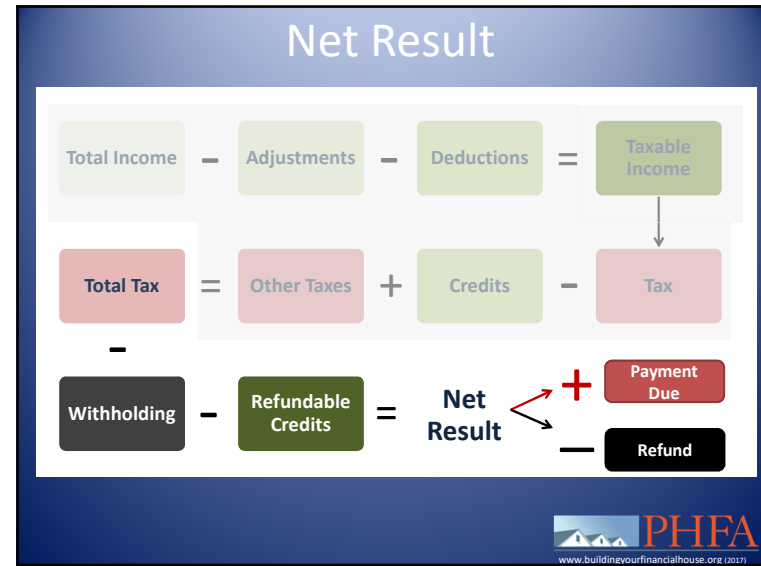 Net Result
Total Income - Adjustments - Deductions = Taxable
Income
Total Tax = Other Taxes + Credits - Tax
-
Withholding - Refundable
Credits = Net
Result
+ Payment
Due
— Refund
PHFA
www.buildingyourfinancialhouse.org (2017)